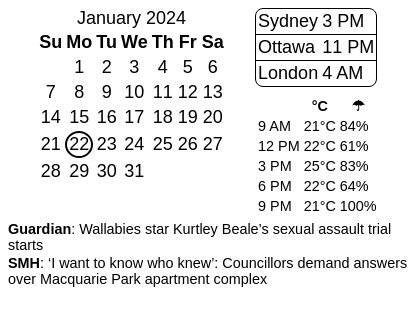 January 2024
Su Mo Tu We Th Fr Sa
1 2 3 4 5 6
7 8 9 10 11 12 13
14 15 16 17 18 19 20
21 22 23 24 25 26 27
28 29 30 31
Sydney 3 PM
Ottawa 11 PM
London 4 AM
°C ☂
9 AM 21°C 84%
12 PM 22°C 61%
3 PM 25°C 83%
6 PM 22°C 64%
9 PM 21°C 100%
Guardian: Wallabies star Kurtley Beale’s sexual assault trial
starts
SMH: ‘I want to know who knew’: Councillors demand answers
over Macquarie Park apartment complex